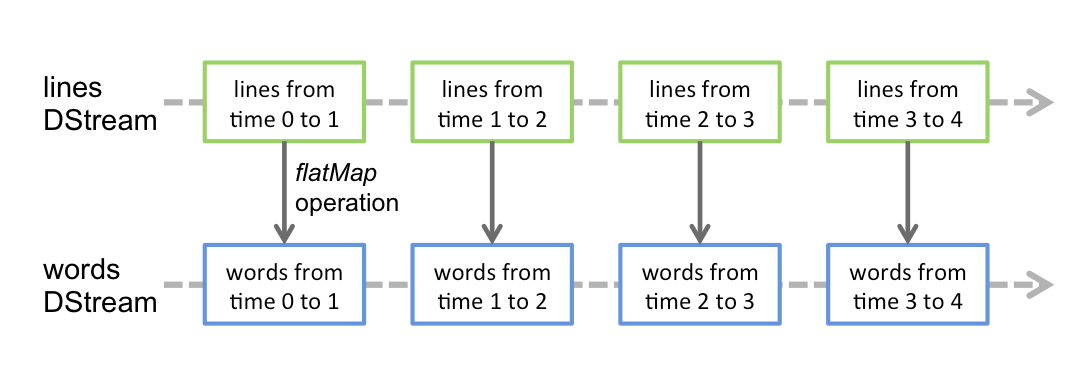 lines
DStream
lines from
time 0 to 1
lines from
time 1 to 2
lines from
time 2 to 3
lines from
time 3 to 4
flatMap
operation
words
DStream
words from
time 0 to 1
words from
time 1 to 2
words from
time 2 to 3
words from
time 3 to 4